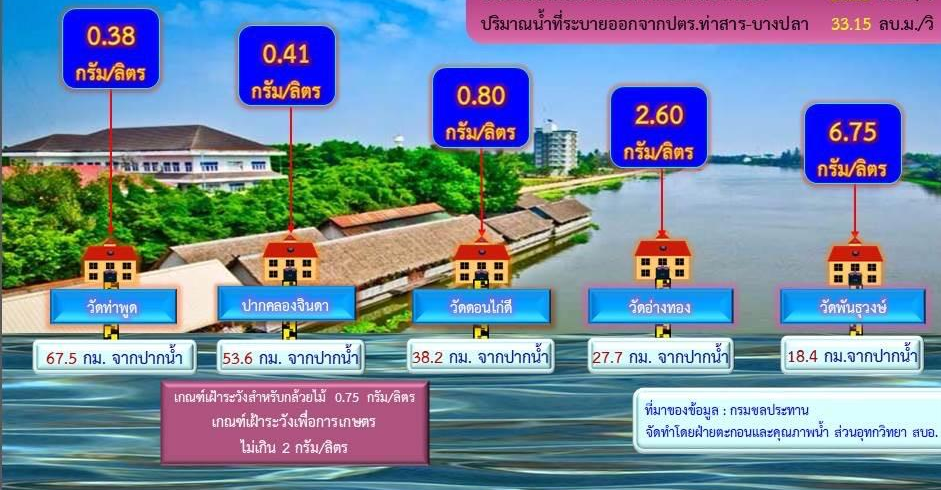 ปริมาณน้ำที่ระบายออกจากปตร.ท่าสาร-บางปลา 33.15 ลบ.ม./วิ
0.38
กรัม/ลิตร
0.41
กรัม/ลิตร
0.80
กรัม/ลิตร
2.60
กรัม/ลิตร
6.75
กรัม/ลิตร
วัดท่าพูด
ปากคลองจินดา
วัดดอนไก่ดี
วัดอ่างทอง
วัดพันธุวงษ์
67.5 กม. จากปากน้ำ
53.6 กม. จากปากน้ำ
38.2 กม. จากปากน้ำ
27.7 กม. จากปากน้ำ
18.4 กม.จากปากน้ำ
เกณฑ์เฝ้าระวังสำหรับกล้วยไม้ 0.75 กรัม/ลิตร
เกณฑ์เฝ้าระวังเพื่อการเกษตร
ไม่เกิน 2 กรัม/ลิตร
ที่มาของข้อมูล : กรมชลประทาน
จัดทำโดยฝ่ายตะกอนและคุณภาพน้ำ ส่วนอุทกวิทยา สบอ.